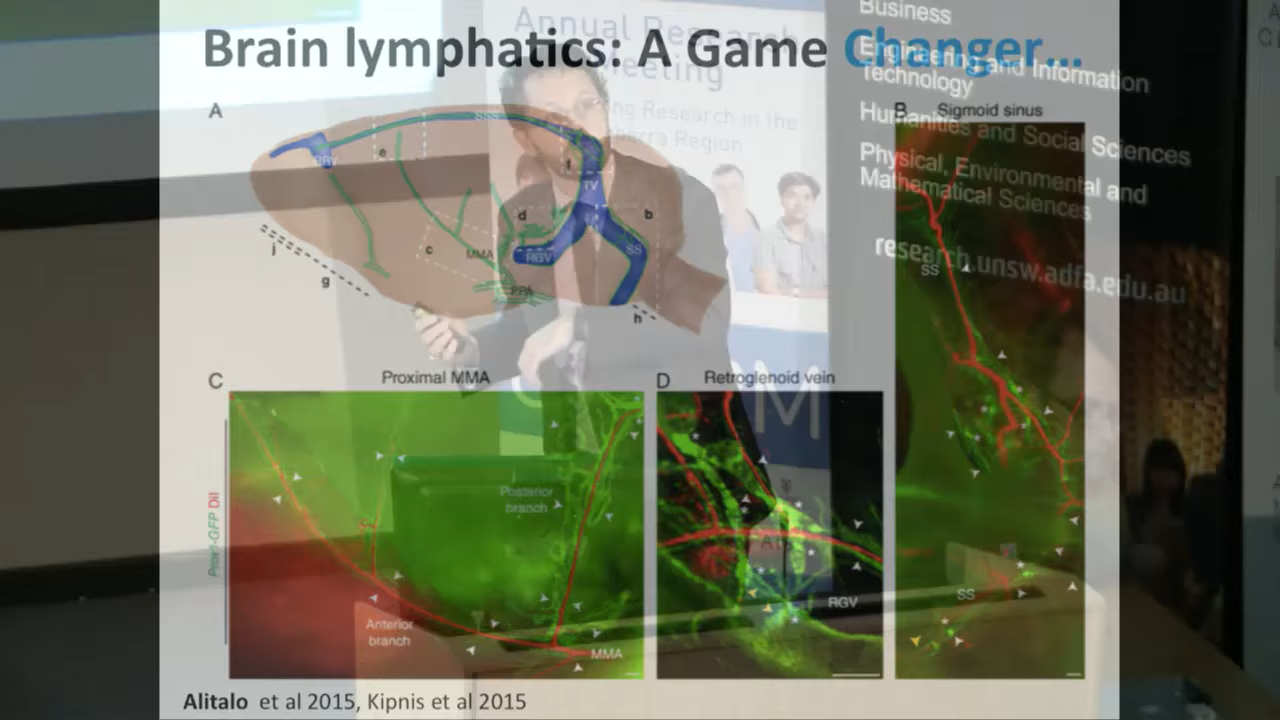 Brain lymphatics: A Game Changer...
Annual Research
Meeting
ng Research in the
berra Region
Business
Engineering and Information
Technology
Humanities and Social Sciences
Physical, Environmental and
Mathematical Sciences
research.unsw.adfa.edu.au
A
SSS
RRV
e
f
TV
d
b
c
MMA
RGV
SS
PPA
i
g
h
B
Sigmoid sinus
SS
SS
C
Proximal MMA
Prox1-GFP DiI
Posterior
branch
Anterior
branch
MMA
D
Retroglenoid vein
RGV
M
Alitalo et al 2015, Kipnis et al 2015